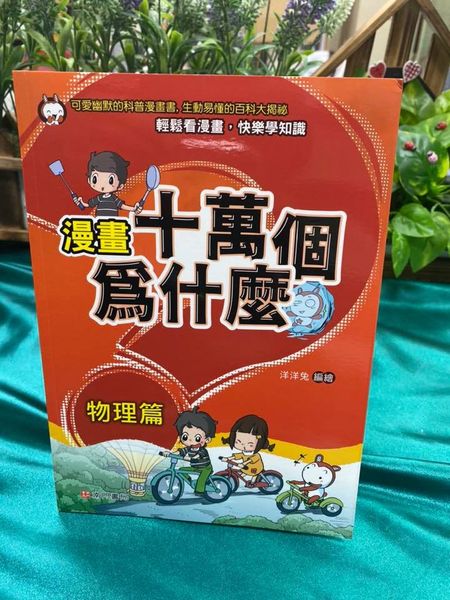 可愛幽默的科普漫畫書，生動易懂的百科大揭祕
輕鬆看漫畫，快樂學知識
漫畫
十萬個
爲什麼
洋洋兔 編繪
物理篇